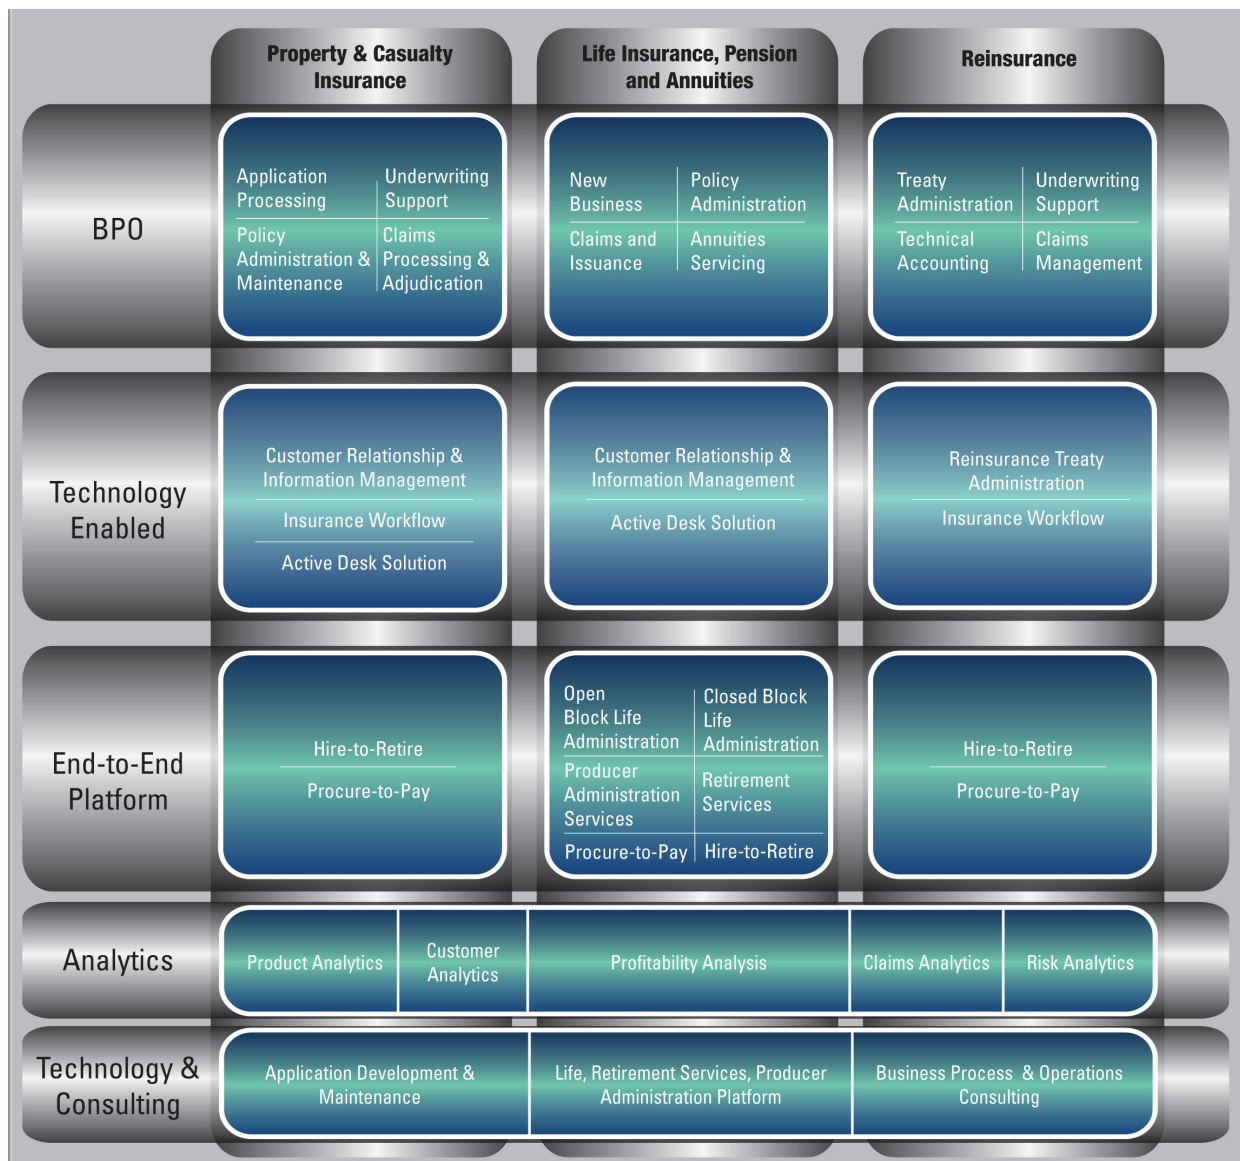 Property & Casualty
Insurance
Life Insurance, Pension
and Annuities
Reinsurance
BPO
Application
Processing
Underwriting
Support
Policy
Administration &
Maintenance
Claims
Processing &
Adjudication
New
Business
Policy
Administration
Claims and
Issuance
Annuities
Servicing
Treaty
Administration
Underwriting
Support
Technical
Accounting
Claims
Management
Technology
Enabled
Customer Relationship &
Information Management
Insurance Workflow
Active Desk Solution
Customer Relationship &
Information Management
Active Desk Solution
Reinsurance Treaty
Administration
Insurance Workflow
End-to-End
Platform
Hire-to-Retire
Procure-to-Pay
Open
Block Life
Administration
Closed Block
Life
Administration
Producer
Administration
Services
Retirement
Services
Procure-to-Pay
Hire-to-Retire
Hire-to-Retire
Procure-to-Pay
Analytics
Product Analytics
Customer
Analytics
Profitability Analysis
Claims Analytics
Risk Analytics
Technology &
Consulting
Application Development &
Maintenance
Life, Retirement Services, Producer
Administration Platform
Business Process & Operations
Consulting